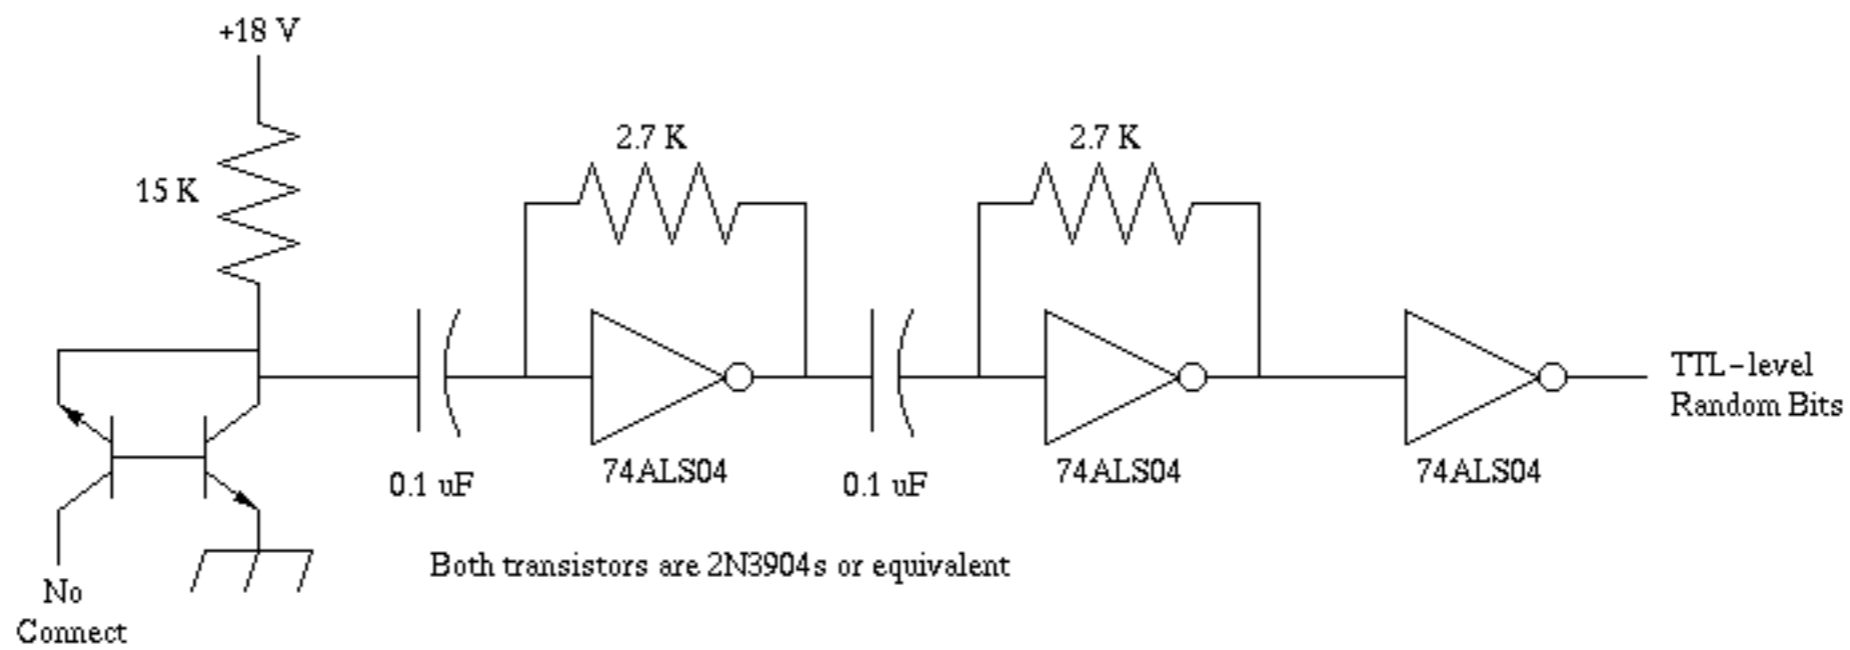 +18 V
2.7 K
2.7 K
15 K
TTL-level
Random Bits
74ALS04
74ALS04
74ALS04
0.1 uF
0.1 uF
Both transistors are 2N3904s or equivalent
No
Connect